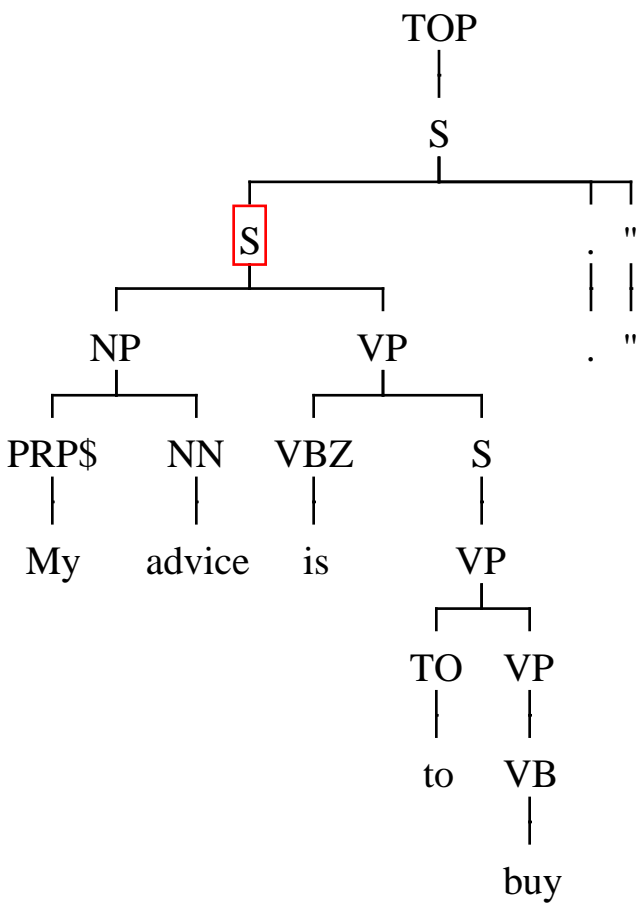 TOP
S
S . "
NP VP . "
PRP$ NN VBZ S
My advice is VP
TO VP
to VB
buy